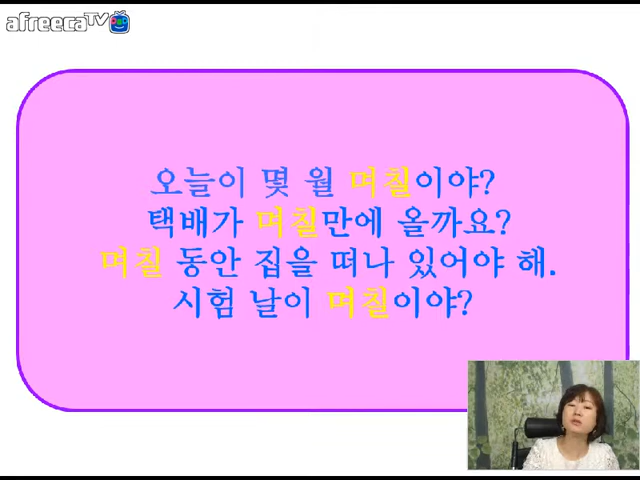 afreecaTV
오늘이 몇 월 며칠이야?
택배가 며칠만에 올까요?
며칠 동안 집을 떠나 있어야 해.
시험 날이 며칠이야?